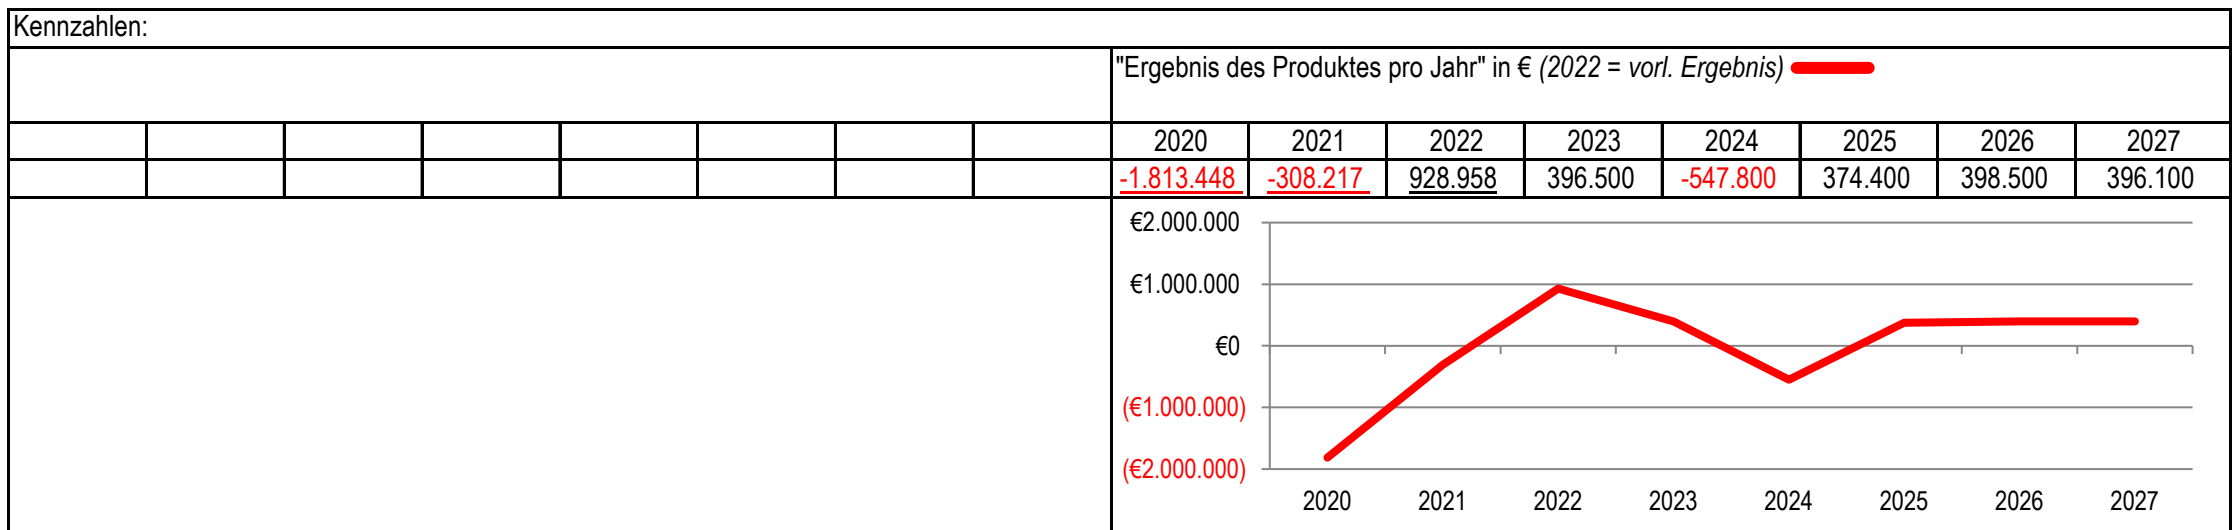 Kennzahlen:
"Ergebnis des Produktes pro Jahr" in € (2022 = vorl. Ergebnis)
2020 2021 2022 2023 2024 2025 2026 2027
-1.813.448 -308.217 928.958 396.500 -547.800 374.400 398.500 396.100
€2.000.000
€1.000.000
€0
(€1.000.000)
(€2.000.000)
2020 2021 2022 2023 2024 2025 2026 2027